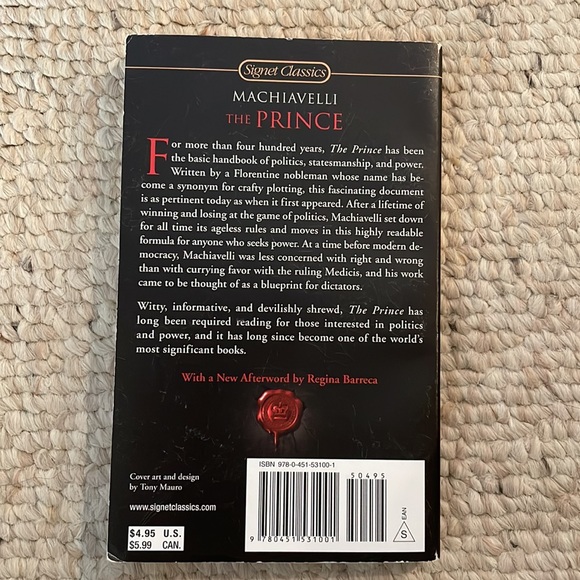 Signet Classics
MACHIAVELLI
THE PRINCE
For more than four hundred years, The Prince has been
the basic handbook of politics, statesmanship, and power.
Written by a Florentine nobleman whose name has be-
come a synonym for crafty plotting, this fascinating document
is as pertinent today as when it first appeared. After a lifetime of
winning and losing at the game of politics, Machiavelli set down
for all time its ageless rules and moves in this highly readable
formula for anyone who seeks power. At a time before modern de-
mocracy, Machiavelli was less concerned with right and wrong
than with currying favor with the ruling Medicis, and his work
came to be thought of as a blueprint for dictators.
Witty, informative, and devilishly shrewd, The Prince has
long been required reading for those interested in politics
and power, and it has long since become one of the world's
most significant books.
With a New Afterword by Regina Barreca
Cover art and design
by Tony Mauro
www.signetclassics.com
$4.95 U.S.
$5.99 CAN.
ISBN 978-0-451-53100-1
50495
9 780451 531001
EAN
S